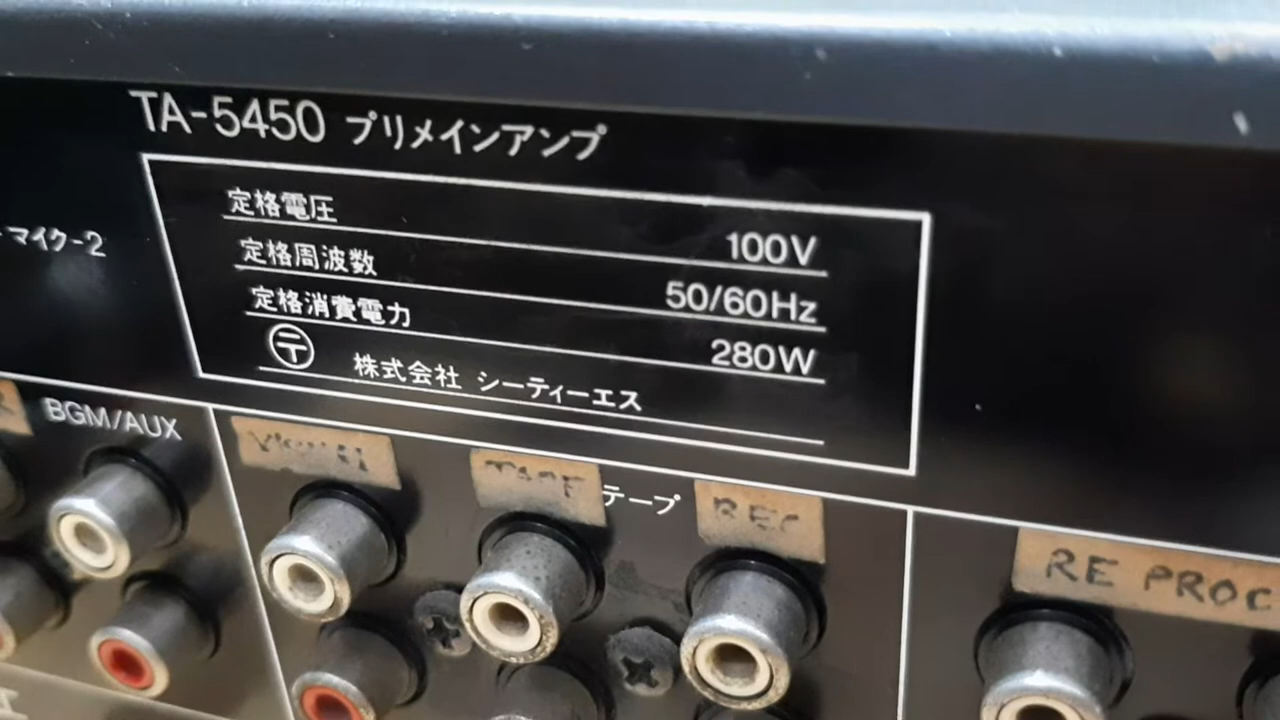 TA-5450 プリメインアンプ
定格電圧 100V
定格周波数 50/60Hz
定格消費電力 280W
〒 株式会社 シーティーエス
マイク-2
BGM/AUX
TAPE
テープ
REC
RE PROC